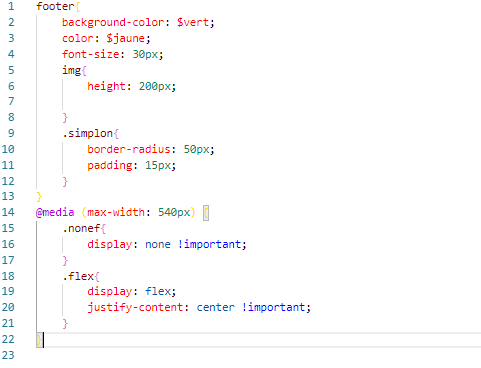 1 footer{
2     background-color: $vert;
3     color: $jaune;
4     font-size: 30px;
5     img{
6         height: 200px;
7
8     }
9     .simplon{
10         border-radius: 50px;
11         padding: 15px;
12     }
13 }
14 @media (max-width: 540px) {
15     .nonef{
16         display: none !important;
17     }
18     .flex{
19         display: flex;
20         justify-content: center !important;
21     }
22 }
23